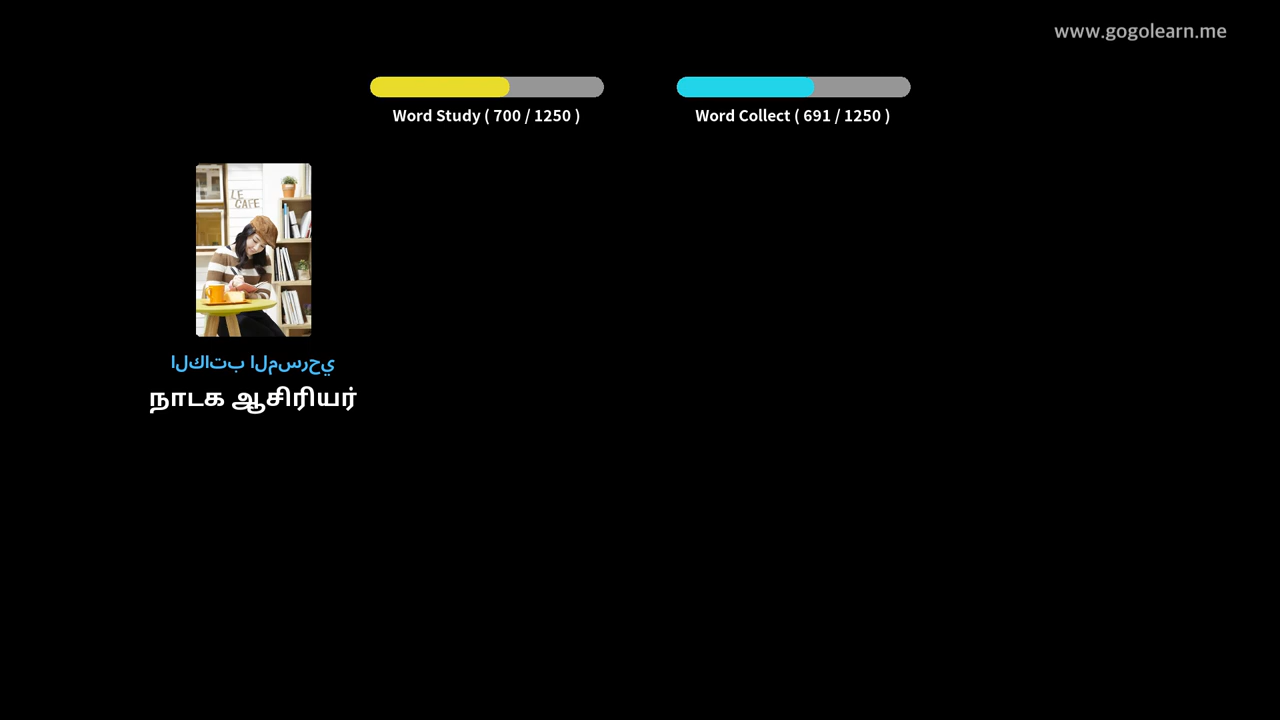 www.gogolearn.me
Word Study ( 700 / 1250 )
Word Collect ( 691 / 1250 )
LE
CAFE
الكاتب المسرحي
நாடக ஆசிரியர்